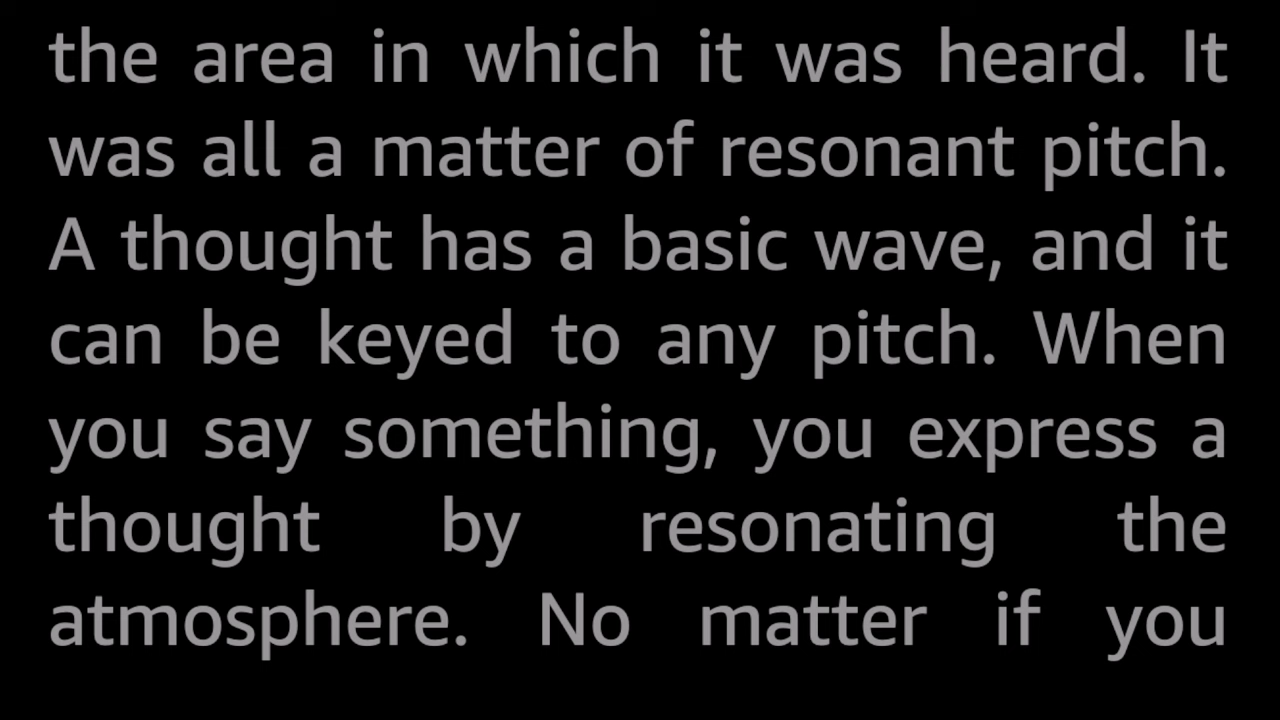 the area in which it was heard. It
was all a matter of resonant pitch.
A thought has a basic wave, and it
can be keyed to any pitch. When
you say something, you express a
thought by resonating the
atmosphere. No matter if you